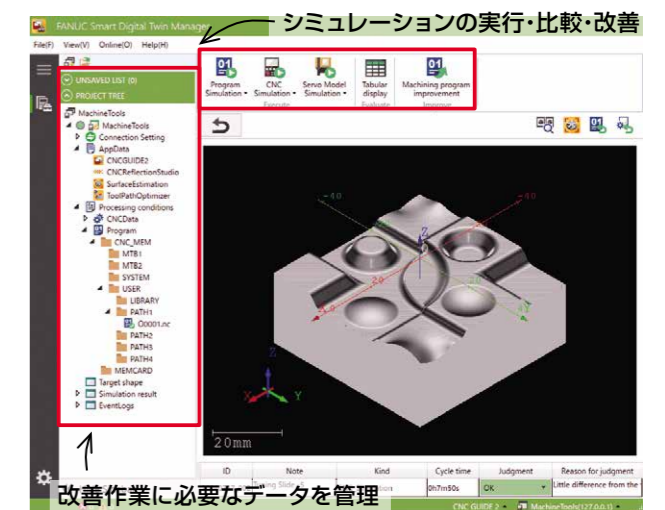 FANUC Smart Digital Twin Manager
シミュレーションの実行・比較・改善
File(F) View(V) Online(O) Help(H)
UNSAVED LIST (0)
PROJECT TREE
Program Simulation
CNC Simulation
Servo Model Simulation
Tabular display
Machining program improvement
Execute
Evaluate
Improve
MachineTools
MachineTools
Connection Setting
AppData
CNCGUIDE2
CNCReflectionStudio
SurfaceEstimation
ToolPathOptimizer
Processing conditions
CNCData
Program
CNC_MEM
MTB1
MTB2
SYSTEM
USER
LIBRARY
PATH1
O0001.nc
PATH2
PATH3
PATH4
MEMCARD
Target shape
Simulation result
EventLogs
Z
Z
X
Y
20mm
ID Note Kind Cycle time Judgment Reason for judgment
0h7m50s OK Little difference from the
改善作業に必要なデータを管理
CNC GUIDE 2 MachineTools(127.0.0.1)